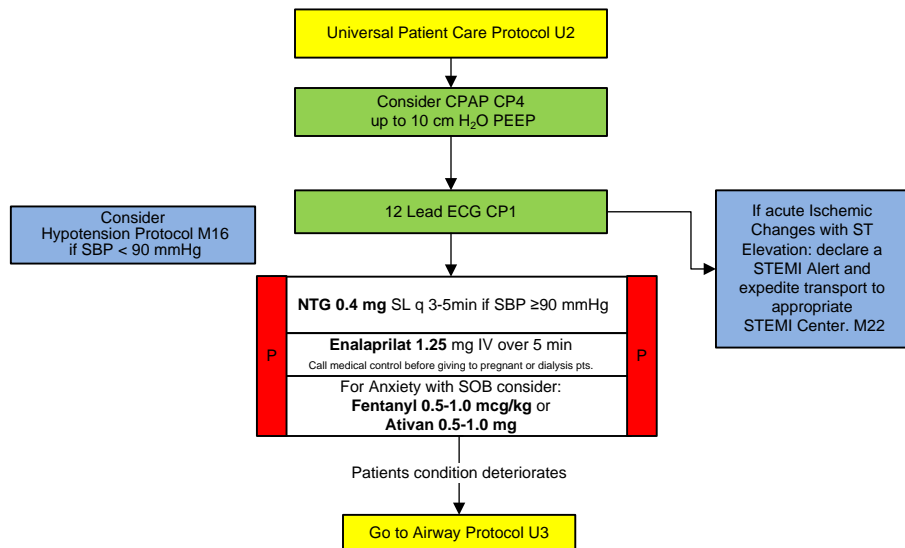 Universal Patient Care Protocol U2
Consider CPAP CP4
up to 10 cm H₂O PEEP
12 Lead ECG CP1
Consider
Hypotension Protocol M16
if SBP < 90 mmHg
If acute Ischemic
Changes with ST
Elevation: declare a
STEMI Alert and
expedite transport to
appropriate
STEMI Center. M22
P
NTG 0.4 mg SL q 3-5min if SBP ≥90 mmHg
Enalaprilat 1.25 mg IV over 5 min
Call medical control before giving to pregnant or dialysis pts.
For Anxiety with SOB consider:
Fentanyl 0.5-1.0 mcg/kg or
Ativan 0.5-1.0 mg
P
Patients condition deteriorates
Go to Airway Protocol U3